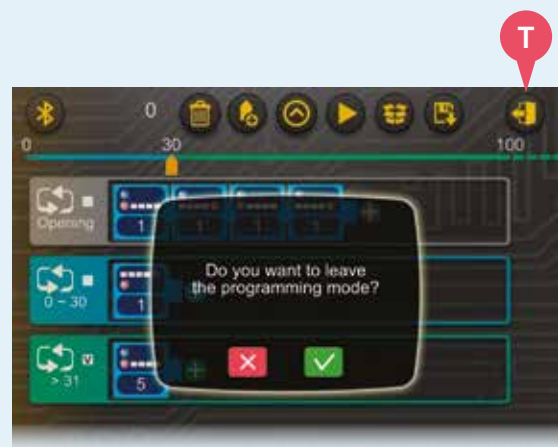 T
0
0 30 100
Opening
1 1 1 1
Do you want to leave
the programming mode?
0 ~ 30
1
> 31
5